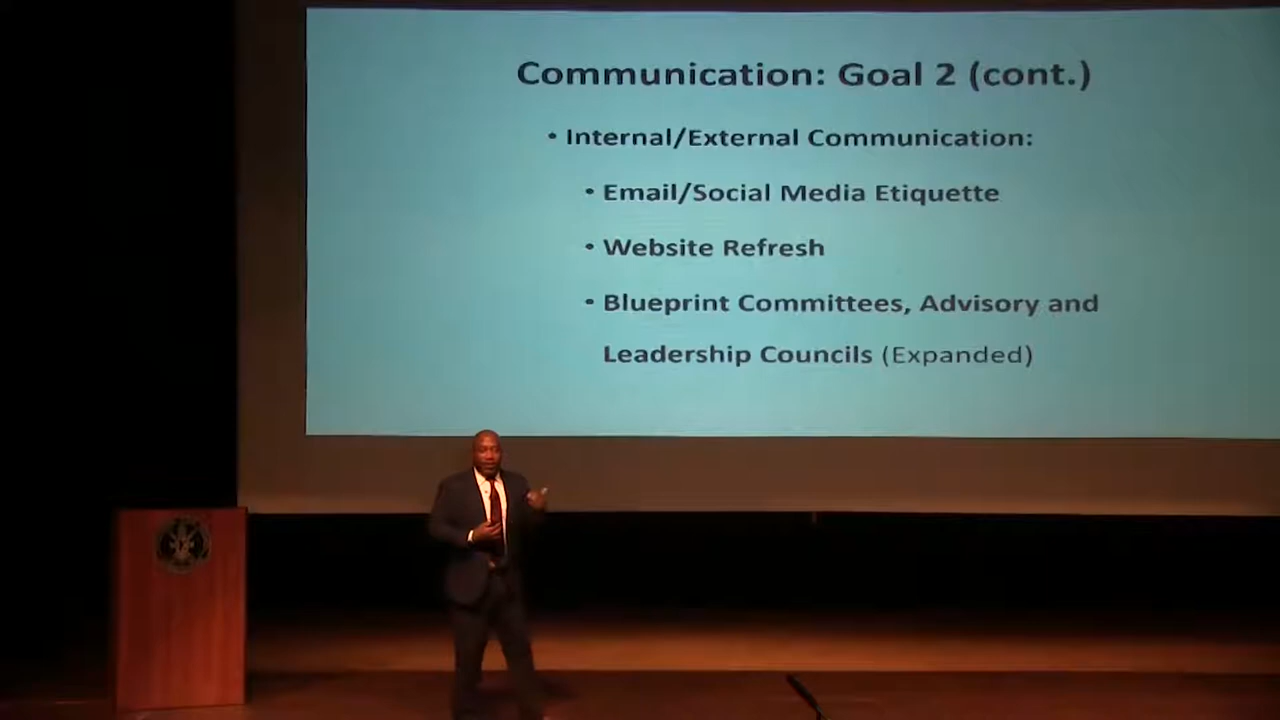 Communication: Goal 2 (cont.)
• Internal/External Communication:
• Email/Social Media Etiquette
• Website Refresh
• Blueprint Committees, Advisory and
Leadership Councils (Expanded)